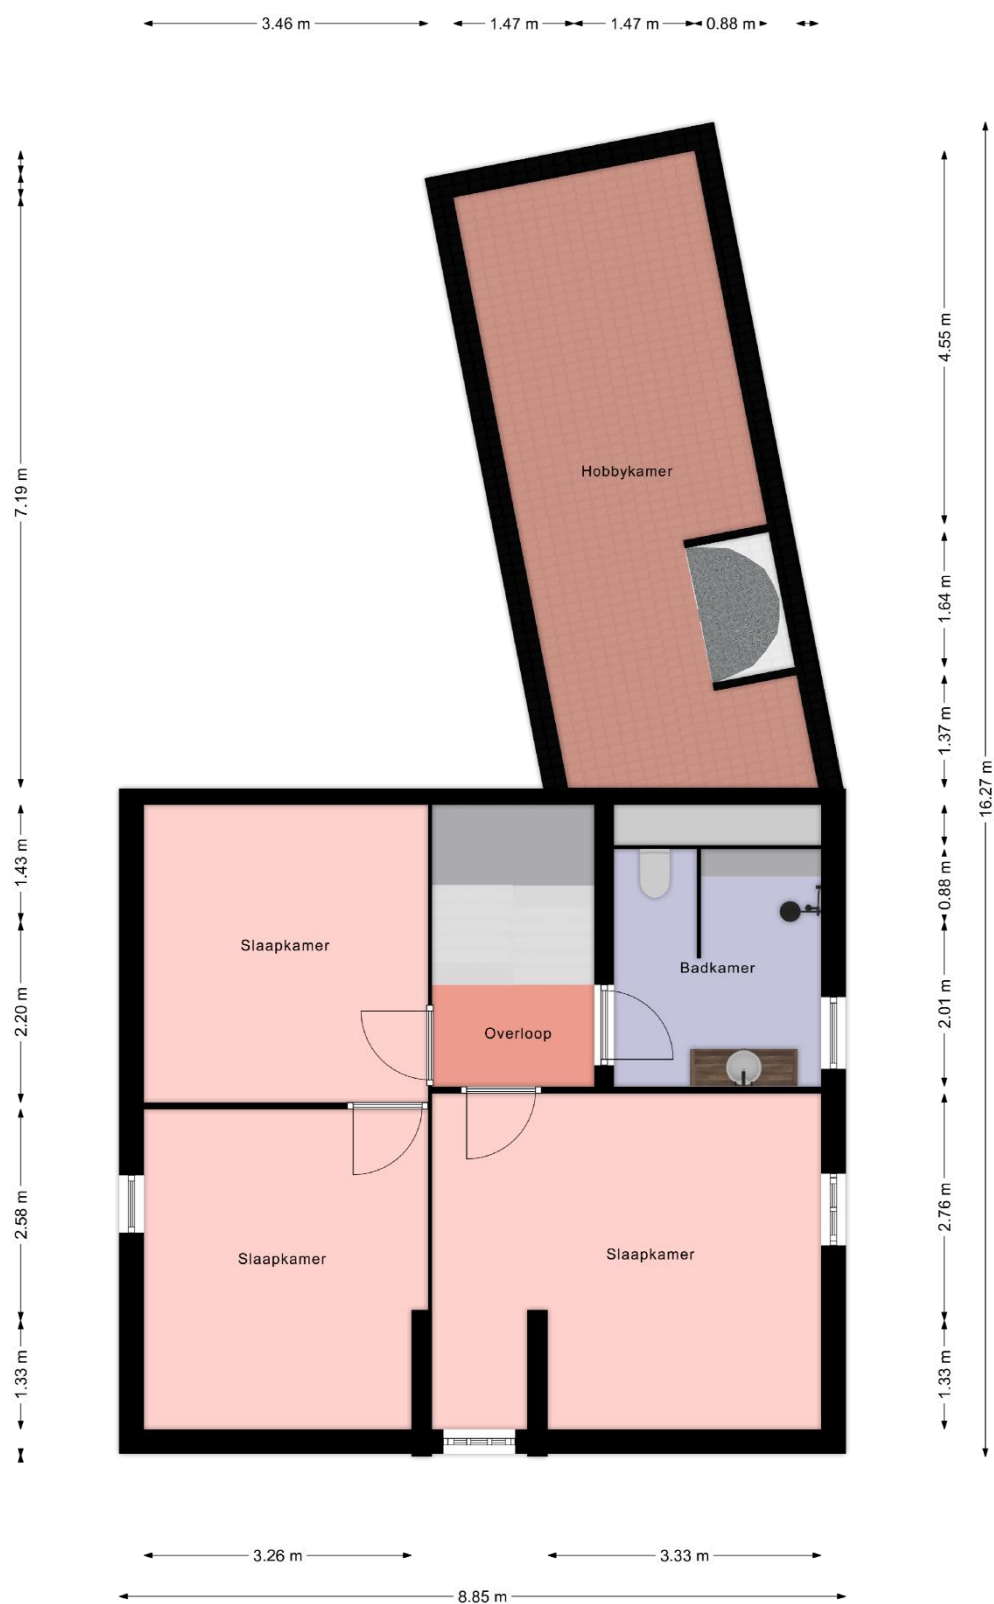 3.46 m
1.47 m
1.47 m
0.88 m
7.19 m
4.55 m
Hobbykamer
1.64 m
1.37 m
16.27 m
1.43 m
0.88 m
Slaapkamer
Badkamer
2.20 m
Overloop
2.01 m
2.58 m
Slaapkamer
Slaapkamer
2.76 m
1.33 m
1.33 m
3.26 m
3.33 m
8.85 m